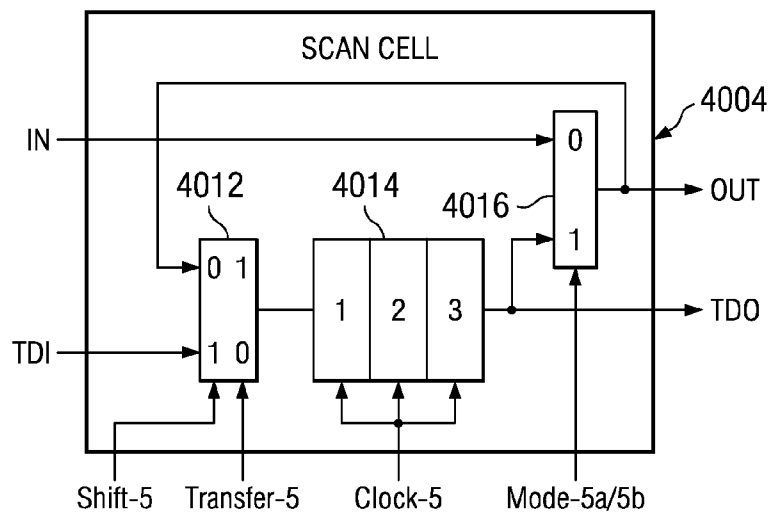 SCAN CELL
4004
IN
0
4012
4014
4016
OUT
0 1
1
1 2 3
TDO
TDI
1 0
Shift-5 Transfer-5 Clock-5 Mode-5a/5b